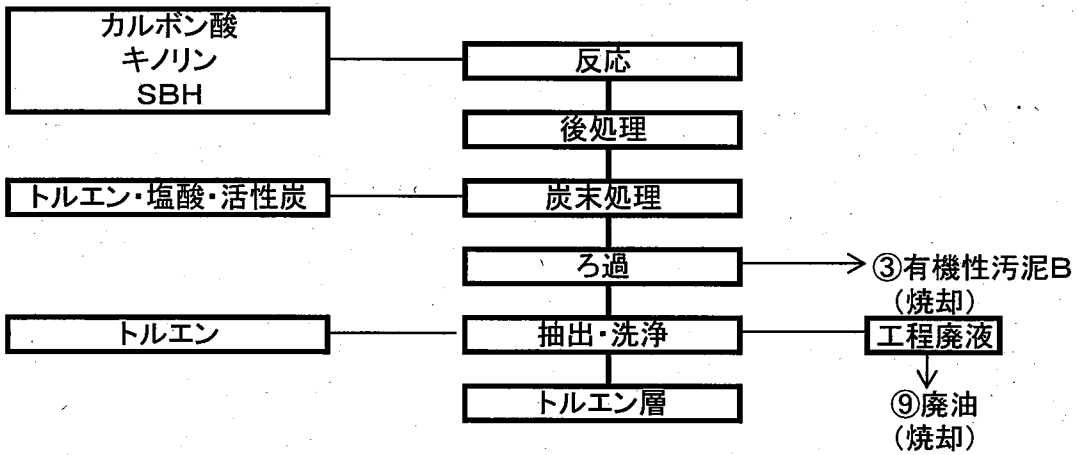 カルボン酸
キノリン
SBH
反応
後処理
トルエン・塩酸・活性炭
炭末処理
ろ過
③有機性汚泥B
(焼却)
トルエン
抽出・洗浄
工程廃液
トルエン層
⑨廃油
(焼却)